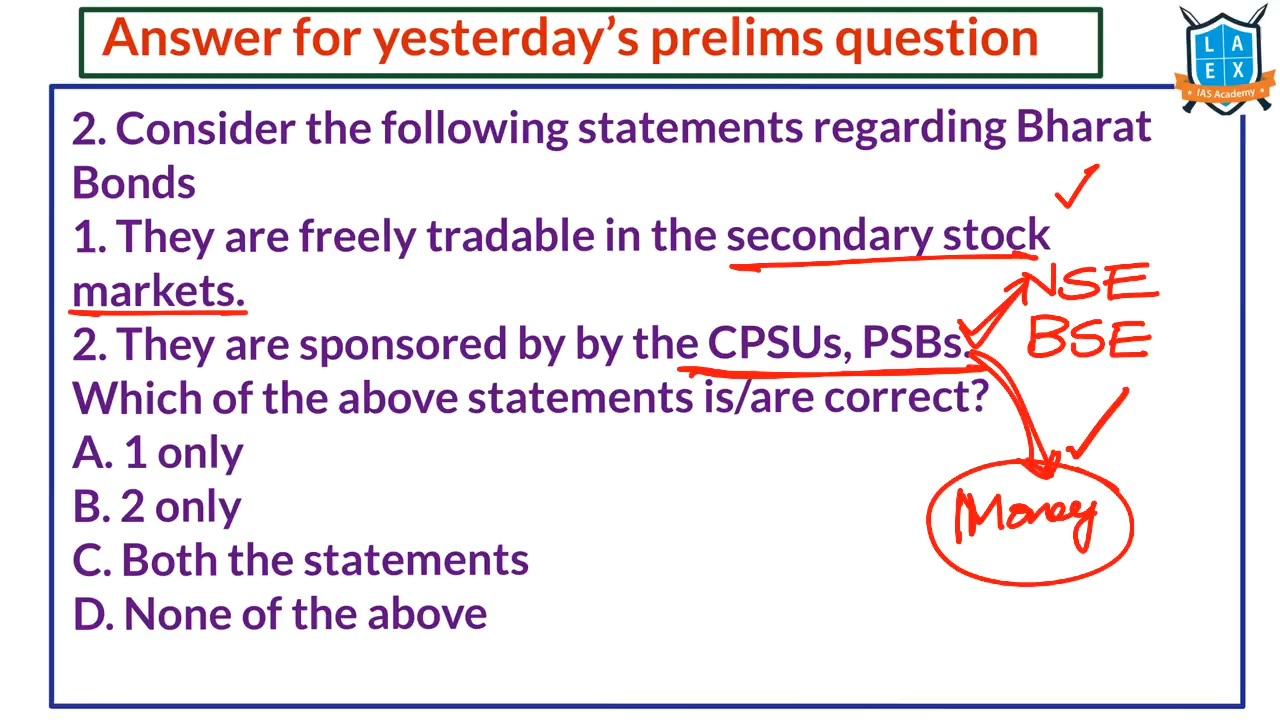 Answer for yesterday's prelims question
L A
E X
IAS Academy
2. Consider the following statements regarding Bharat
Bonds
1. They are freely tradable in the secondary stock
markets.
NSE
2. They are sponsored by by the CPSUs, PSBs.
BSE
Which of the above statements is/are correct?
A. 1 only
B. 2 only
Money
C. Both the statements
D. None of the above